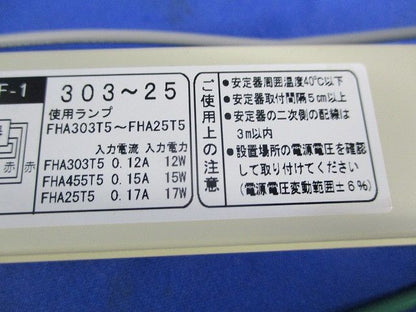 F-1
303～25
使用ランプ
FHA303T5～FHA25T5
入力電流 入力電力
FHA303T5 0.12A 12W
FHA455T5 0.15A 15W
FHA25T5 0.17A 17W
赤 赤
ご使用上の注意
●安定器周囲温度40℃以下
●安定器取付間隔5cm以上
●安定器の二次側の配線は
3m以内
●設置場所の電源電圧を確認
して取り付けてください
(電源電圧変動範囲±6%)